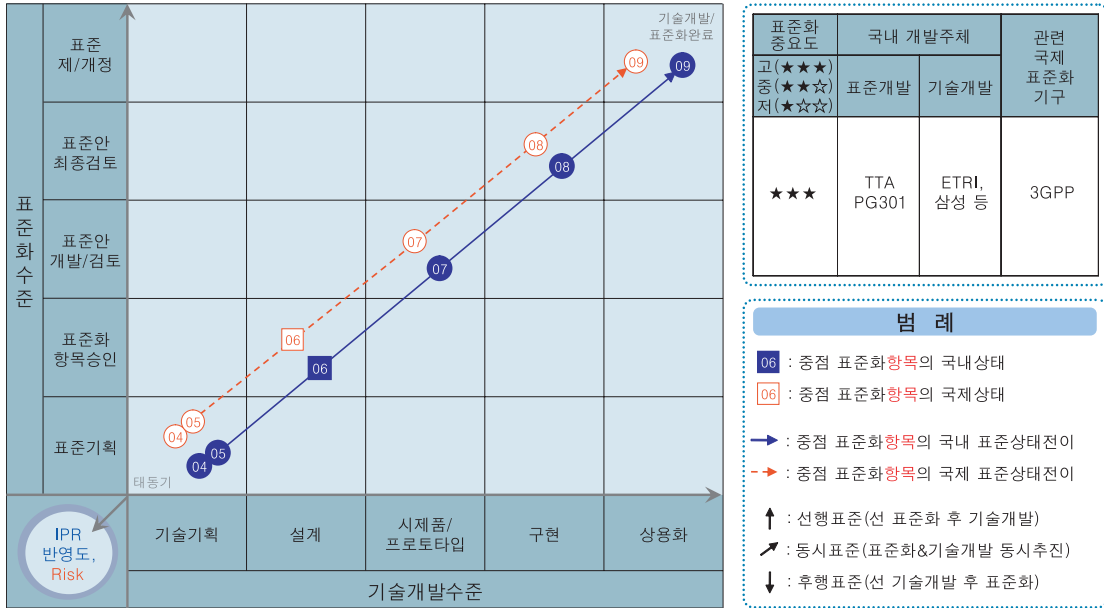 기술개발/
표준화완료
표준
제/개정
표준안
최종검토
표준안
개발/검토
표준화
항목승인
표준기획
표준화수준
09
09
08
08
07
07
06
06
05
04
05
04
태동기
IPR
반영도,
Risk
기술기획
설계
시제품/
프로토타입
구현
상용화
기술개발수준
표준화
중요도
고(★★★)
중(★★☆)
저(★☆☆)
국내 개발주체
표준개발
기술개발
관련
국제
표준화
기구
★★★
TTA
PG301
ETRI,
삼성 등
3GPP
범 례
06 : 중점 표준화항목의 국내상태
06 : 중점 표준화항목의 국제상태
: 중점 표준화항목의 국내 표준상태전이
: 중점 표준화항목의 국제 표준상태전이
: 선행표준(선 표준화 후 기술개발)
: 동시표준(표준화&기술개발 동시추진)
: 후행표준(선 기술개발 후 표준화)